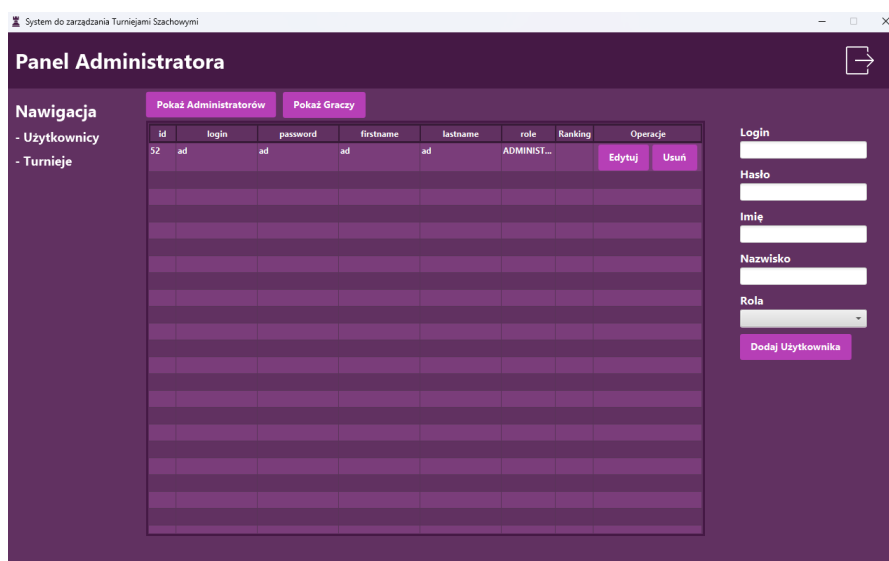 System do zarządzania Turniejami Szachowymi
Panel Administratora
Nawigacja
- Użytkownicy
- Turnieje
Pokaż Administratorów Pokaż Graczy
id login password firstname lastname role Ranking Operacje
52 ad ad ad ad ADMINIST... Edytuj Usuń
Login
Hasło
Imię
Nazwisko
Rola
Dodaj Użytkownika